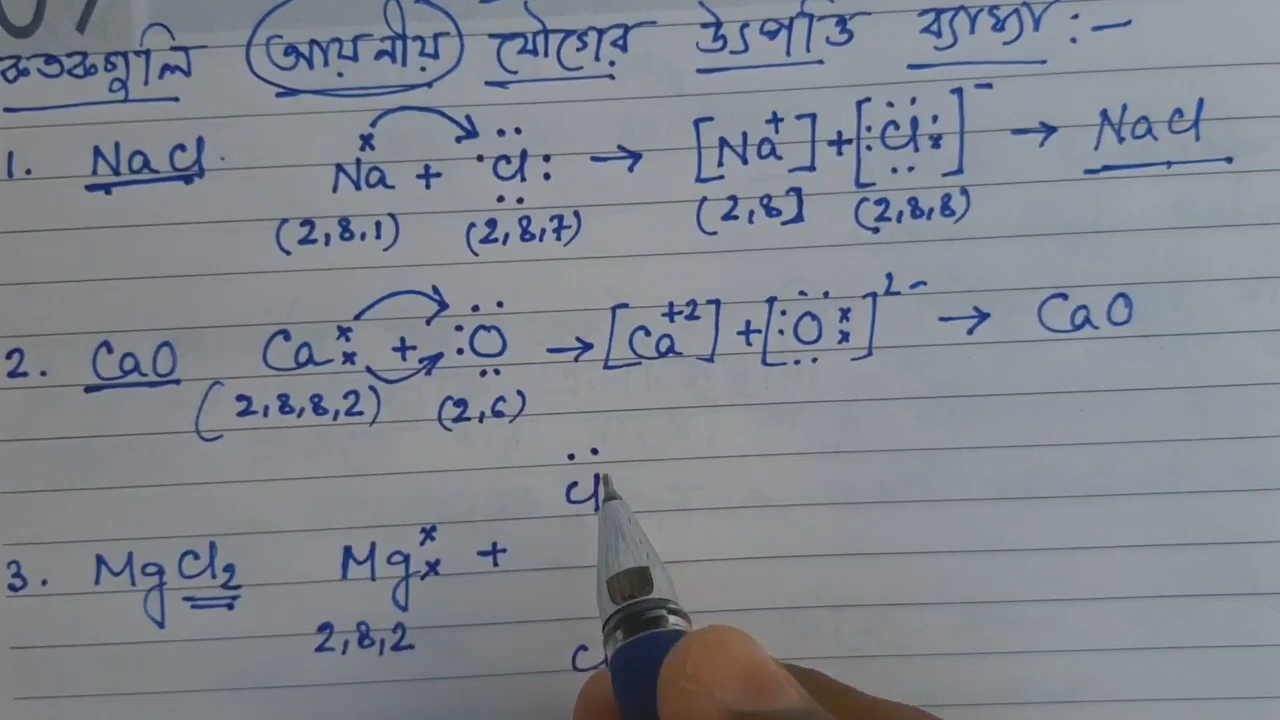 কতকগুলি আয়নীয় যৌগের উৎপত্তি ব্যাখ্যা :-
1. NaCl. Na + Cl → [Na+] + [Cl]- → NaCl
(2,8,1) (2,8,7) (2,8] (2,8,8)
2. CaO Ca + O → [Ca+2] + [O]2- → CaO
(2,8,8,2) (2,6)
Cl
3. MgCl2 Mg +
2,8,2